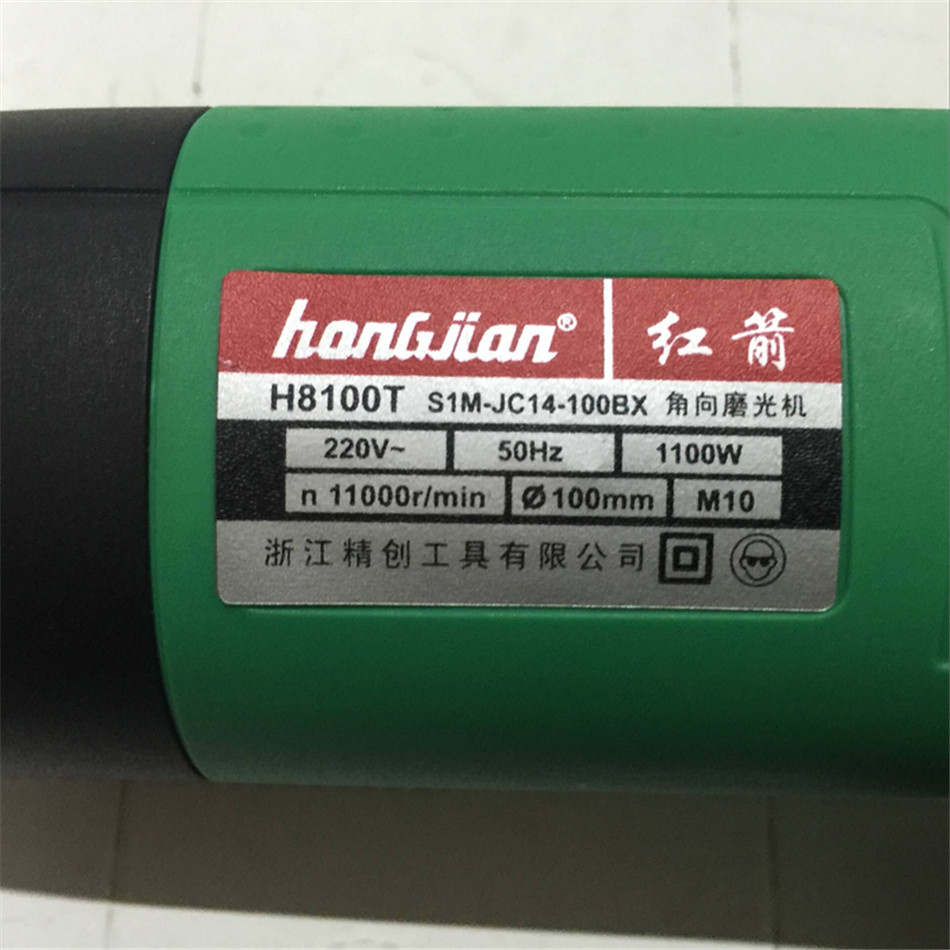 hongjian® 红箭
H8100T S1M-JC14-100BX 角向磨光机
220V~ 50Hz 1100W
n 11000r/min Ø100mm M10
浙江精创工具有限公司